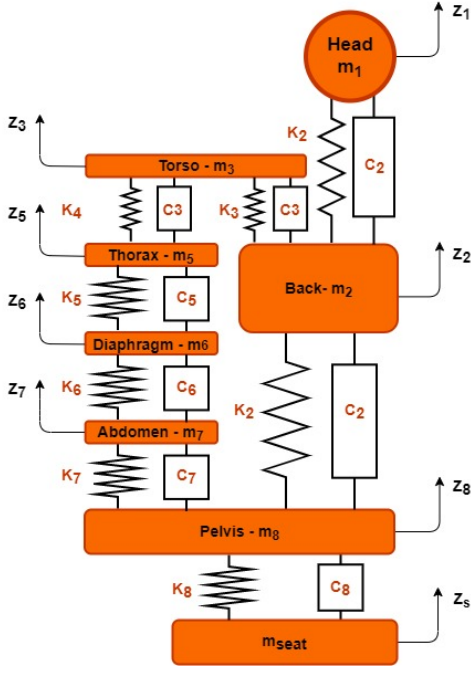 Z1
Head
m1
Z3
K2
C2
Torso - m3
K4
C3
K3
C3
Z5
Thorax - m5
Z2
Back- m2
K5
C5
Z6
Diaphragm - m6
K6
C6
K2
C2
Z7
Abdomen - m7
K7
C7
Z8
Pelvis - m8
K8
C8
Zs
mseat